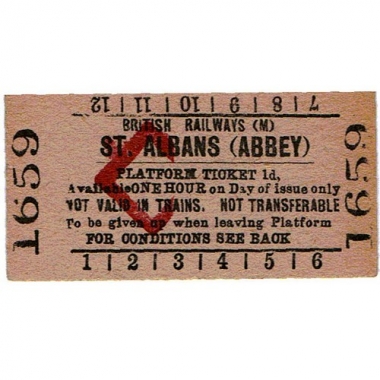 7 | 8 | 9 | 10 | 11 | 12
BRITISH RAILWAYS (M)
ST. ALBANS (ABBEY)
PLATFORM TICKET 1d,
Available ONE HOUR on Day of issue only
NOT VALID IN TRAINS. NOT TRANSFERABLE
To be given up when leaving Platform
FOR CONDITIONS SEE BACK
1 | 2 | 3 | 4 | 5 | 6
1659
1659